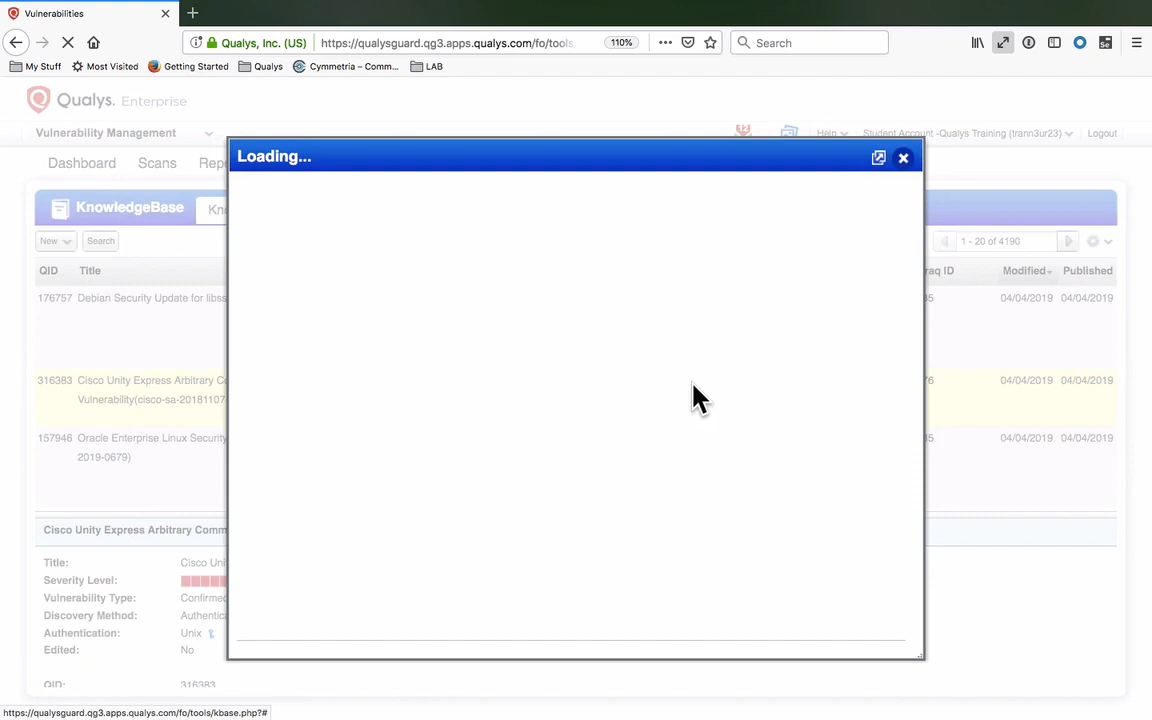 Vulnerabilities
Qualys, Inc. (US) https://qualysguard.qg3.apps.qualys.com/fo/tools. 110% Search
My Stuff Most Visited Getting Started Qualys Cymmetria – Comm... LAB
Qualys. Enterprise
Vulnerability Management 12 Help Student Account -Qualys Training (trann3ur23) Logout
Dashboard Scans Rep
Loading...
KnowledgeBase Kn
New Search 1 - 20 of 4190
QID Title raq ID Modified Published
176757 Debian Security Update for libss 35 04/04/2019 04/04/2019
316383 Cisco Unity Express Arbitrary Co 76 04/04/2019 04/04/2019
Vulnerability(cisco-sa-20181107
157946 Oracle Enterprise Linux Security 35 04/04/2019 04/04/2019
2019-0679)
Cisco Unity Express Arbitrary Comm
Title: Cisco Uni
Severity Level:
Vulnerability Type: Confirmed
Discovery Method: Authentica
Authentication: Unix
Edited: No
QID: 316383
https://qualysguard.qg3.apps.qualys.com/fo/tools/kbase.php?#